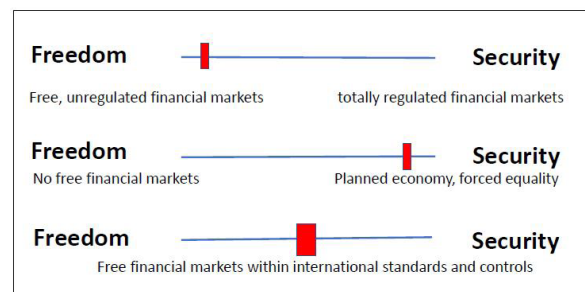 Freedom Security
Free, unregulated financial markets totally regulated financial markets
Freedom Security
No free financial markets Planned economy, forced equality
Freedom Security
Free financial markets within international standards and controls